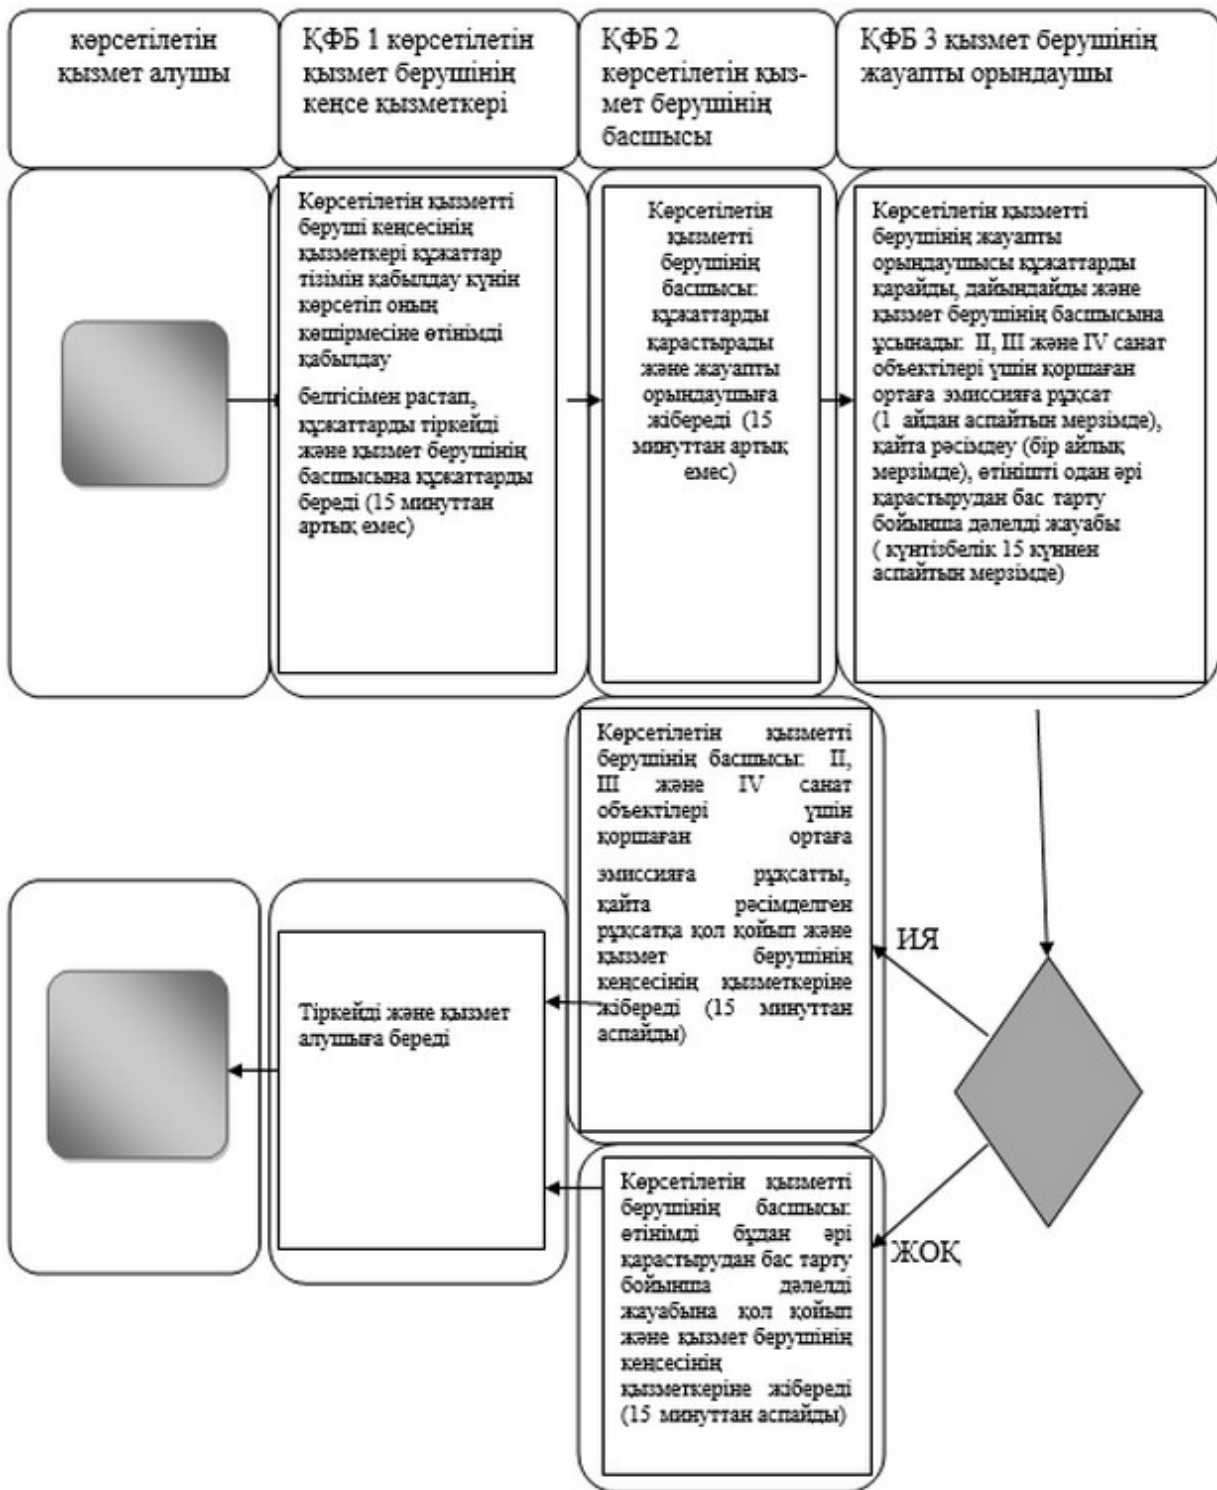 көрсетілетін
қызмет алушы
ҚФБ 1 көрсетілетін
қызмет берушінің
кеңсе қызметкері
ҚФБ 2
көрсетілетін қыз-
мет берушінің
басшысы
ҚФБ 3 қызмет берушінің
жауапты орындаушы
Көрсетілетін қызметті
беруші кеңсесінің
қызметкері құжаттар
тізімін қабылдау күнін
көрсетіп оның
көшірмесіне өтінімді
қабылдау
белгісімен растап,
құжаттарды тіркейді
және қызмет берушінің
басшысына құжаттарды
береді (15 минуттан
артық емес)
Көрсетілетін
қызметті
берушінің
басшысы:
құжаттарды
қарастырады
және жауапты
орындаушыға
жібереді (15
минуттан артық
емес)
Көрсетілетін қызметті
берушінің жауапты
орындаушысы құжаттарды
қарайды, дайындайды және
қызмет берушінің басшысына
ұсынады: II, III және IV санат
объектілері үшін қоршаған
ортаға эмиссияға рұқсат
(1 айдан аспайтын мерзімде),
қайта рәсімдеу (бір айлық
мерзімде), өтінішті одан әрі
қарастырудан бас тарту
бойынша дәлелді жауабы
( күнтізбелік 15 күннен
аспайтын мерзімде)
Көрсетілетін қызметті
берушінің басшысы: II,
III және IV санат
объектілері үшін
қоршаған ортаға
эмиссияға рұқсатты,
қайта рәсімделген
рұқсатқа қол қойып және
қызмет берушінің
кеңсесінің қызметкеріне
жібереді (15 минуттан
аспайды)
ИЯ
Тіркейді және қызмет
алушыға береді
Көрсетілетін қызметті
берушінің басшысы:
өтінімді бұдан әрі
қарастырудан бас тарту
бойынша дәлелді
жауабына қол қойып
және қызмет берушінің
кеңсесінің
қызметкеріне жібереді
(15 минуттан аспайды)
ЖОҚ